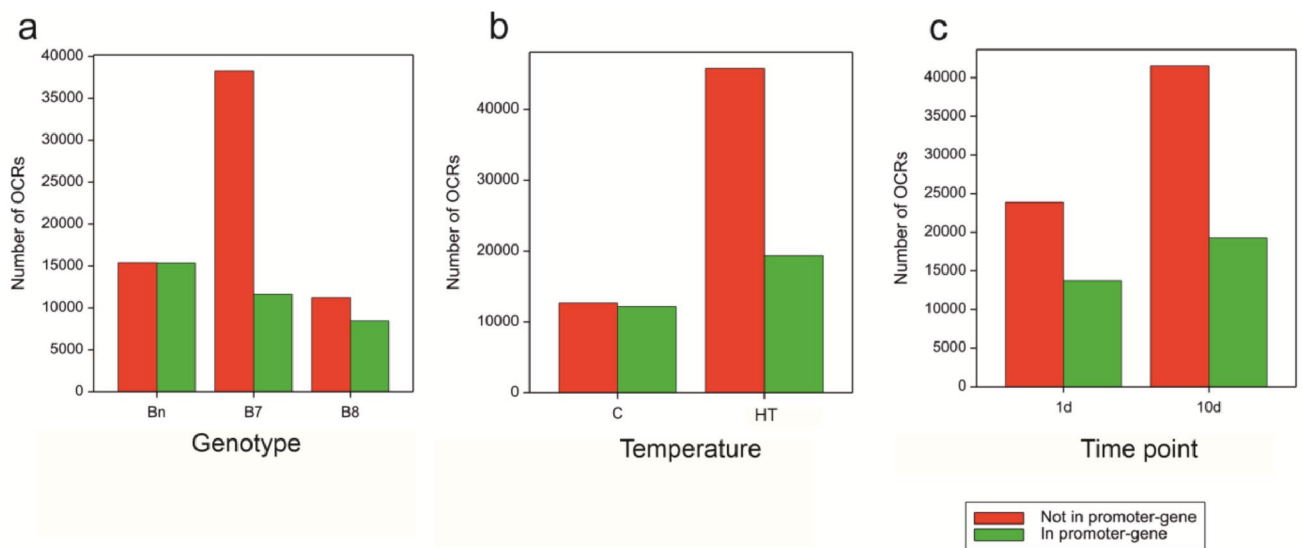 a
40000
35000
30000
25000
20000
15000
10000
5000
0
Number of OCRs
Bn B7 B8
Genotype
b
40000
30000
20000
10000
0
Number of OCRs
C HT
Temperature
c
40000
35000
30000
25000
20000
15000
10000
5000
0
Number of OCRs
1d 10d
Time point
Not in promoter-gene
In promoter-gene